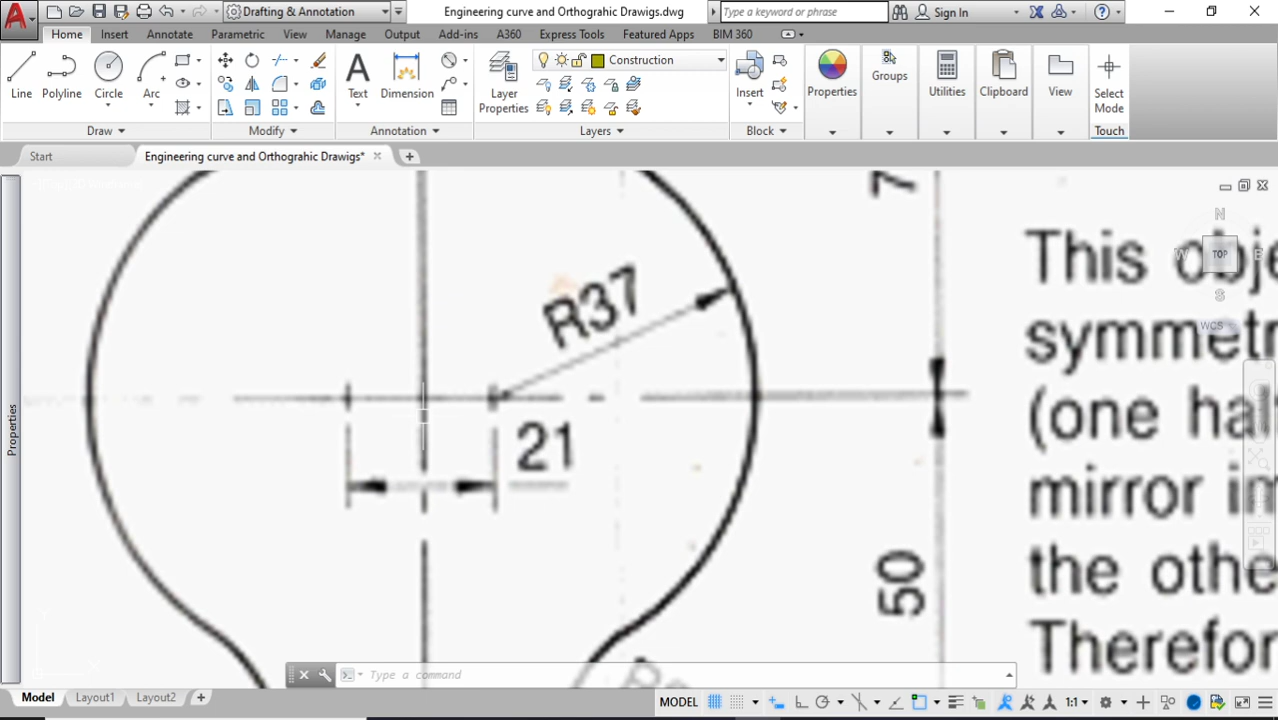 Drafting & Annotation
Engineering curve and Orthograhic Drawigs.dwg
Type a keyword or phrase
Sign In
Home Insert Annotate Parametric View Manage Output Add-ins A360 Express Tools Featured Apps BIM 360
Construction
Line Polyline Circle Arc
Text Dimension
Layer Properties
Insert
Properties
Groups
Utilities
Clipboard
View
Select Mode
Draw Modify Annotation Layers Block Touch
Start
Engineering curve and Orthograhic Drawigs*
N
W TOP
S
WCS
7
R37
21
50
This obje
symmetr
(one hal
mirror im
the othe
Therefor
Properties
Type a command
Model Layout1 Layout2
MODEL
1:1